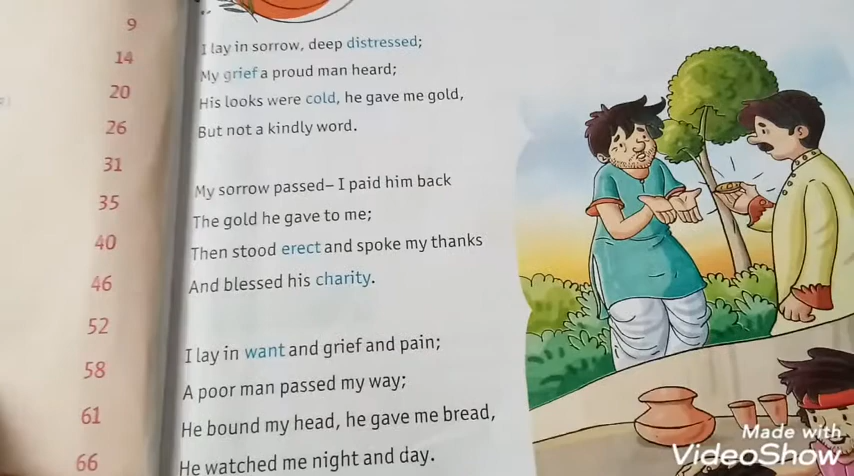 9
14
20
26
31
35
40
46
52
58
61
66
I lay in sorrow, deep distressed;
My grief a proud man heard;
His looks were cold, he gave me gold,
But not a kindly word.
My sorrow passed– I paid him back
The gold he gave to me;
Then stood erect and spoke my thanks
And blessed his charity.
I lay in want and grief and pain;
A poor man passed my way;
He bound my head, he gave me bread,
He watched me night and day.
Made with
VideoShow